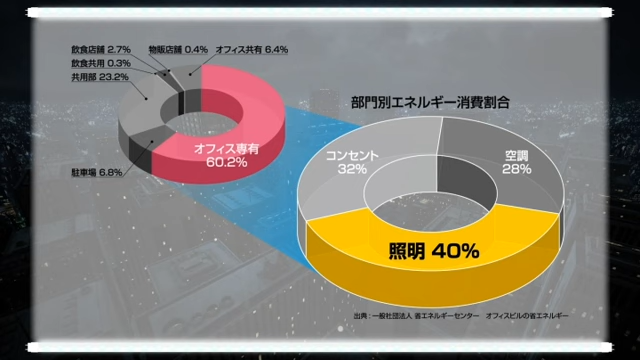 飲食店舗 2.7%
物販店舗 0.4%
オフィス共有 6.4%
飲食共用 0.3%
共用部 23.2%
オフィス専有
60.2%
駐車場 6.8%
部門別エネルギー消費割合
コンセント
32%
空調
28%
照明 40%
出典：一般社団法人 省エネルギーセンター　オフィスビルの省エネルギー